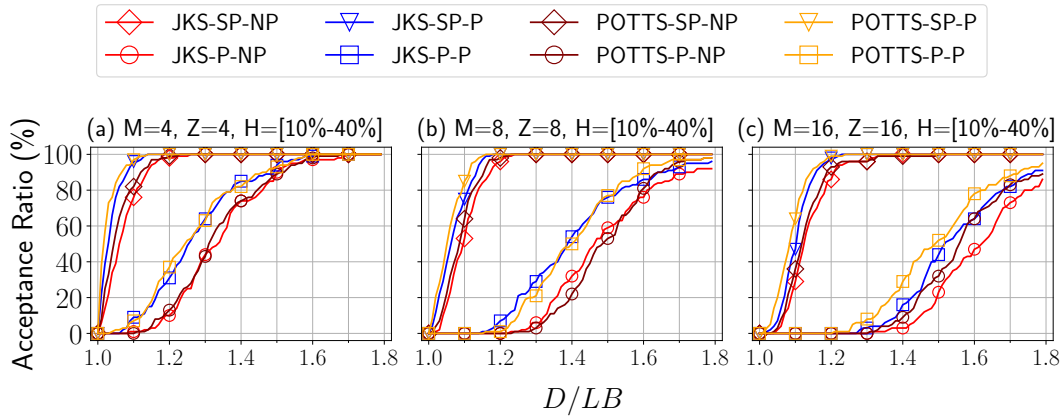 JKS-SP-NP JKS-SP-P POTTS-SP-NP POTTS-SP-P
JKS-P-NP JKS-P-P POTTS-P-NP POTTS-P-P
(a) M=4, Z=4, H=[10%-40%] (b) M=8, Z=8, H=[10%-40%] (c) M=16, Z=16, H=[10%-40%]
Acceptance Ratio (%)
100
80
60
40
20
0
1.0 1.2 1.4 1.6 1.8 1.0 1.2 1.4 1.6 1.8 1.0 1.2 1.4 1.6 1.8
D/LB